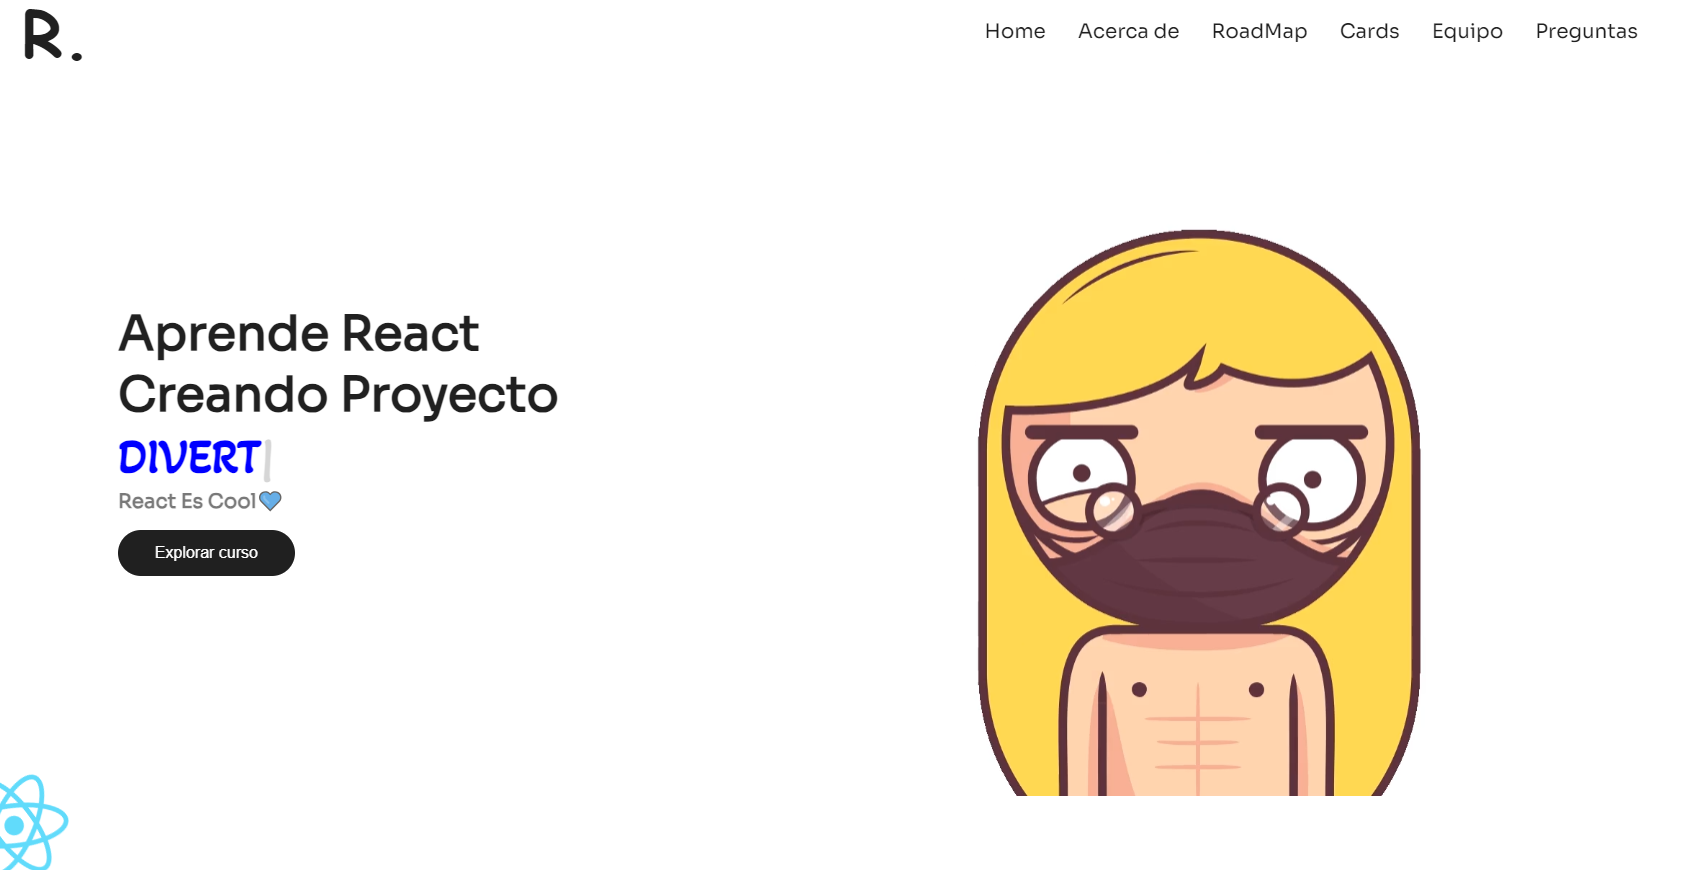 R.
Home Acerca de RoadMap Cards Equipo Preguntas
Aprende React
Creando Proyecto
DIVERT|
React Es Cool💙
Explorar curso